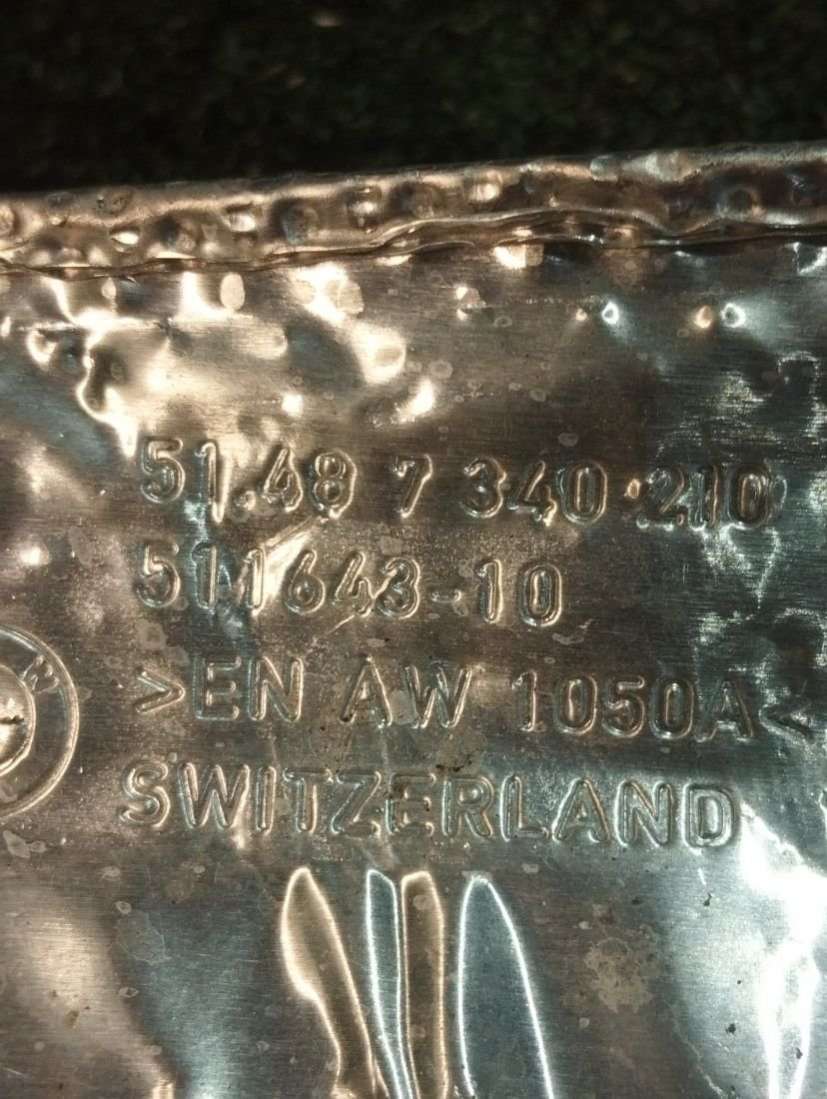 51.48 7 340 210
511643-10
>EN AW 1050A<
SWITZERLAND